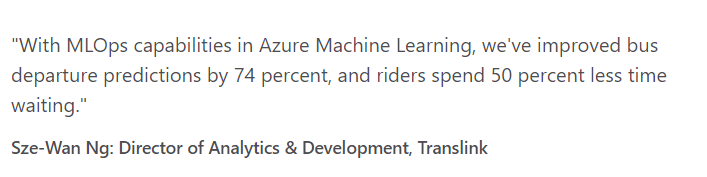 "With MLOps capabilities in Azure Machine Learning, we've improved bus
departure predictions by 74 percent, and riders spend 50 percent less time
waiting."
Sze-Wan Ng: Director of Analytics & Development, Translink